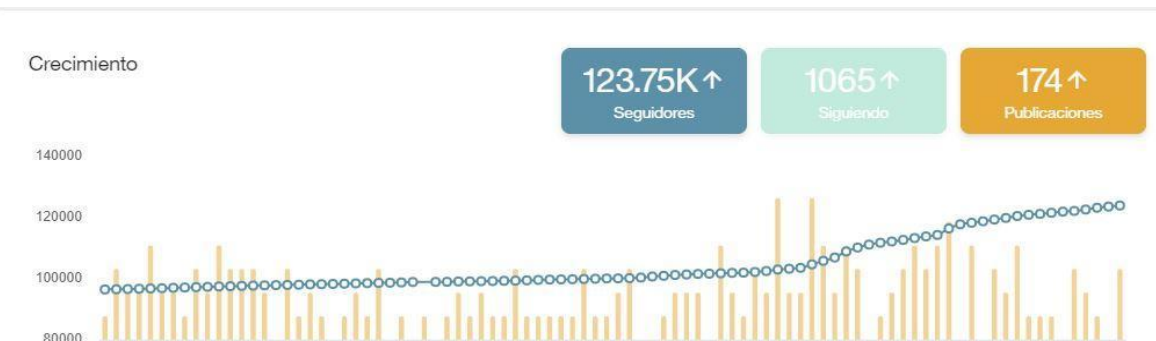 Crecimiento
123.75K↑
Seguidores
1065↑
Siguiendo
174↑
Publicaciones
140000
120000
100000
80000